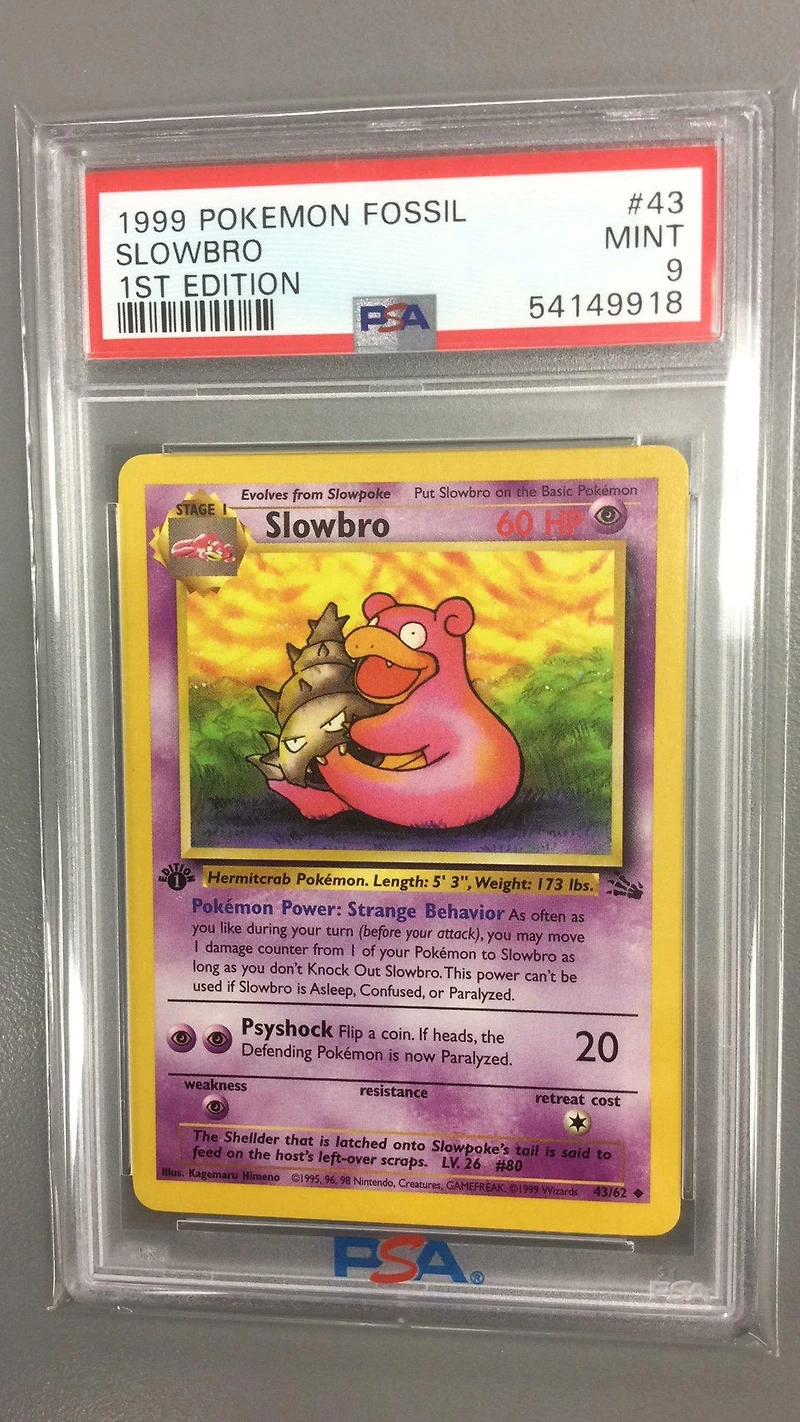 1999 POKEMON FOSSIL #43
SLOWBRO MINT
1ST EDITION 9
PSA 54149918
Evolves from Slowpoke Put Slowbro on the Basic Pokémon
STAGE 1
Slowbro 60 HP
EDITION
1
Hermitcrab Pokémon. Length: 5' 3", Weight: 173 lbs.
Pokémon Power: Strange Behavior As often as
you like during your turn (before your attack), you may move
1 damage counter from 1 of your Pokémon to Slowbro as
long as you don't Knock Out Slowbro. This power can't be
used if Slowbro is Asleep, Confused, or Paralyzed.
Psyshock Flip a coin. If heads, the
Defending Pokémon is now Paralyzed.
20
weakness resistance retreat cost
The Shellder that is latched onto Slowpoke's tail is said to
feed on the host's left-over scraps. LV. 26 #80
Illus. Kagemaru Himeno ©1995, 96, 98 Nintendo, Creatures, GAMEFREAK. ©1999 Wizards 43/62
PSA®
PSA